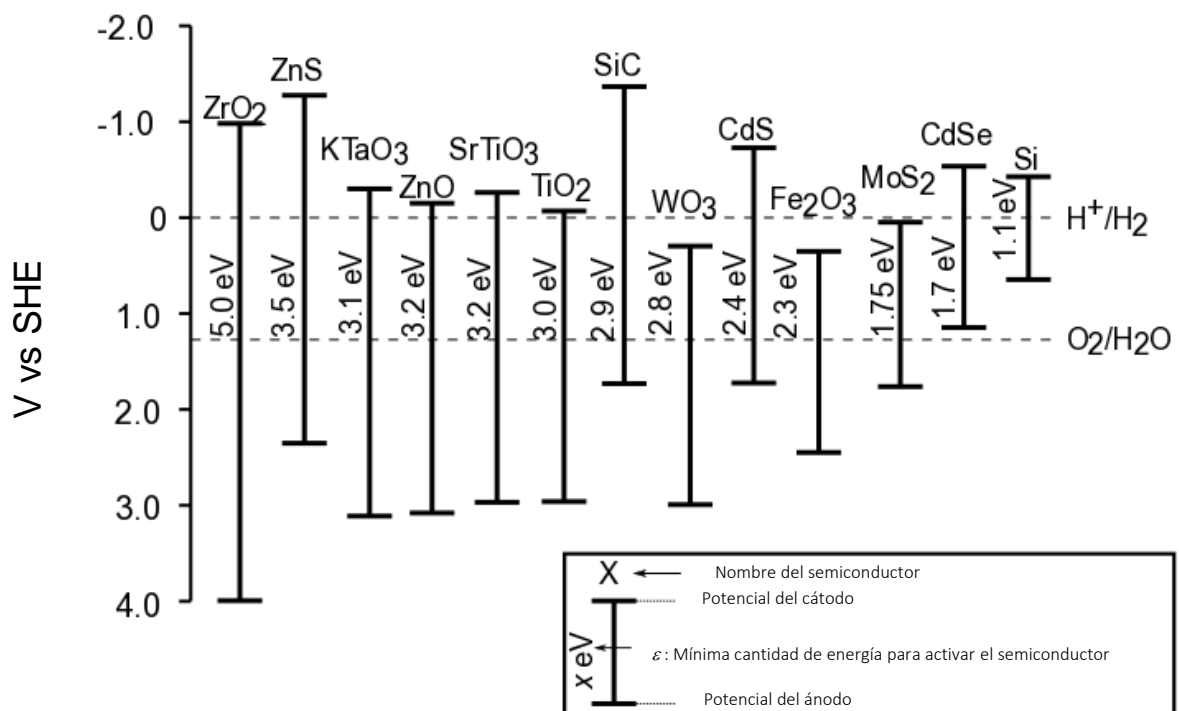 V vs SHE
-2.0
-1.0
0
1.0
2.0
3.0
4.0
ZrO2
5.0 eV
ZnS
3.5 eV
KTaO3
3.1 eV
ZnO
3.2 eV
SrTiO3
3.2 eV
TiO2
3.0 eV
SiC
2.9 eV
WO3
2.8 eV
CdS
2.4 eV
Fe2O3
2.3 eV
MoS2
1.75 eV
CdSe
1.7 eV
Si
1.1 eV
H+/H2
O2/H2O
X Nombre del semiconductor
Potencial del cátodo
x eV ε : Mínima cantidad de energía para activar el semiconductor
Potencial del ánodo